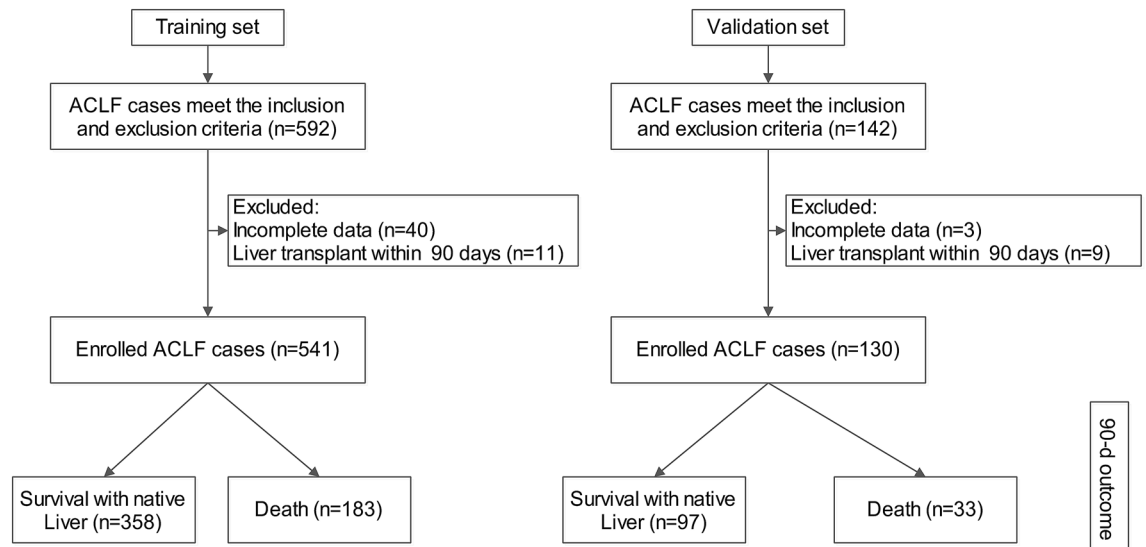 Training set
ACLF cases meet the inclusion
and exclusion criteria (n=592)
Excluded:
Incomplete data (n=40)
Liver transplant within 90 days (n=11)
Enrolled ACLF cases (n=541)
Survival with native
Liver (n=358)
Death (n=183)
Validation set
ACLF cases meet the inclusion
and exclusion criteria (n=142)
Excluded:
Incomplete data (n=3)
Liver transplant within 90 days (n=9)
Enrolled ACLF cases (n=130)
Survival with native
Liver (n=97)
Death (n=33)
90-d outcome